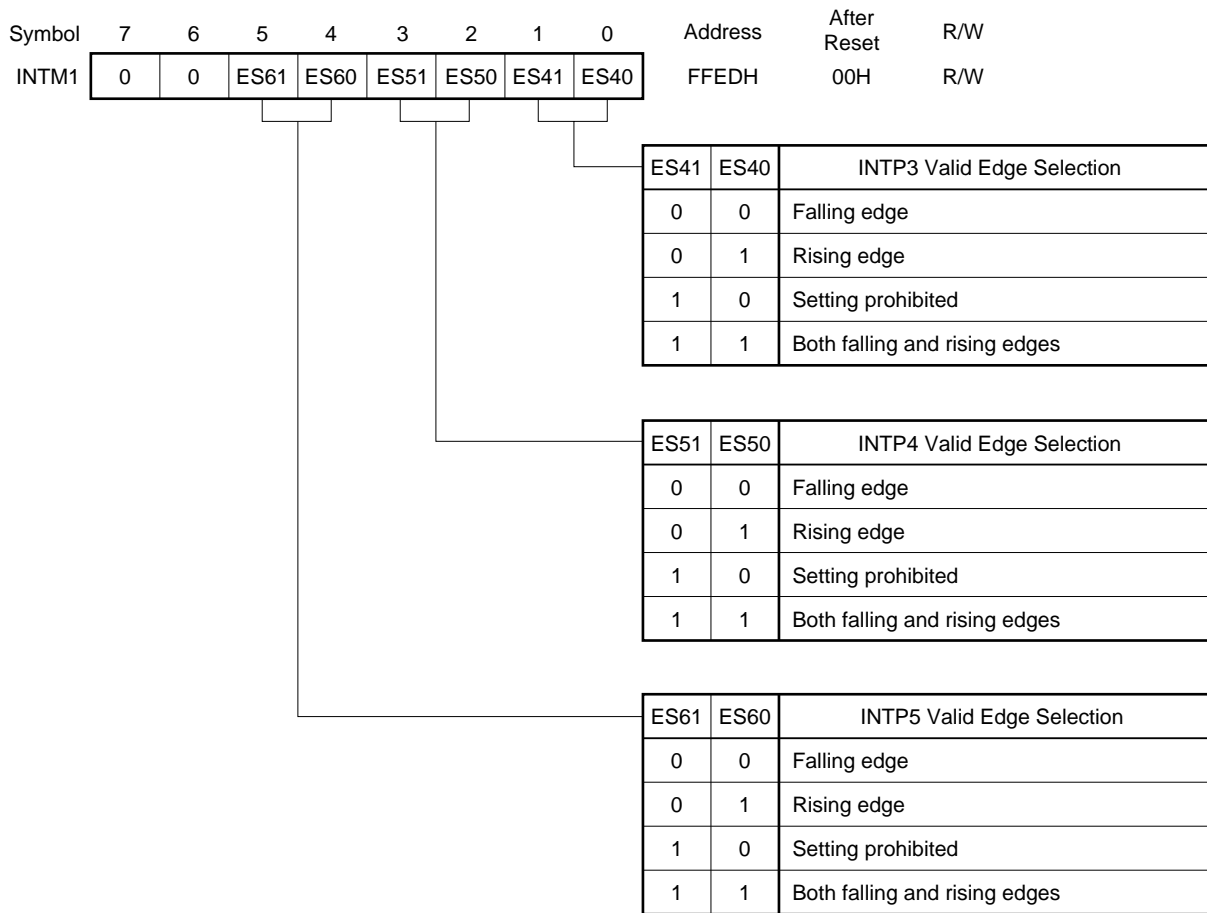 Symbol 7 6 5 4 3 2 1 0 Address After Reset R/W
INTM1 0 0 ES61 ES60 ES51 ES50 ES41 ES40 FFEDH 00H R/W
ES41 ES40 INTP3 Valid Edge Selection
0 0 Falling edge
0 1 Rising edge
1 0 Setting prohibited
1 1 Both falling and rising edges
ES51 ES50 INTP4 Valid Edge Selection
0 0 Falling edge
0 1 Rising edge
1 0 Setting prohibited
1 1 Both falling and rising edges
ES61 ES60 INTP5 Valid Edge Selection
0 0 Falling edge
0 1 Rising edge
1 0 Setting prohibited
1 1 Both falling and rising edges